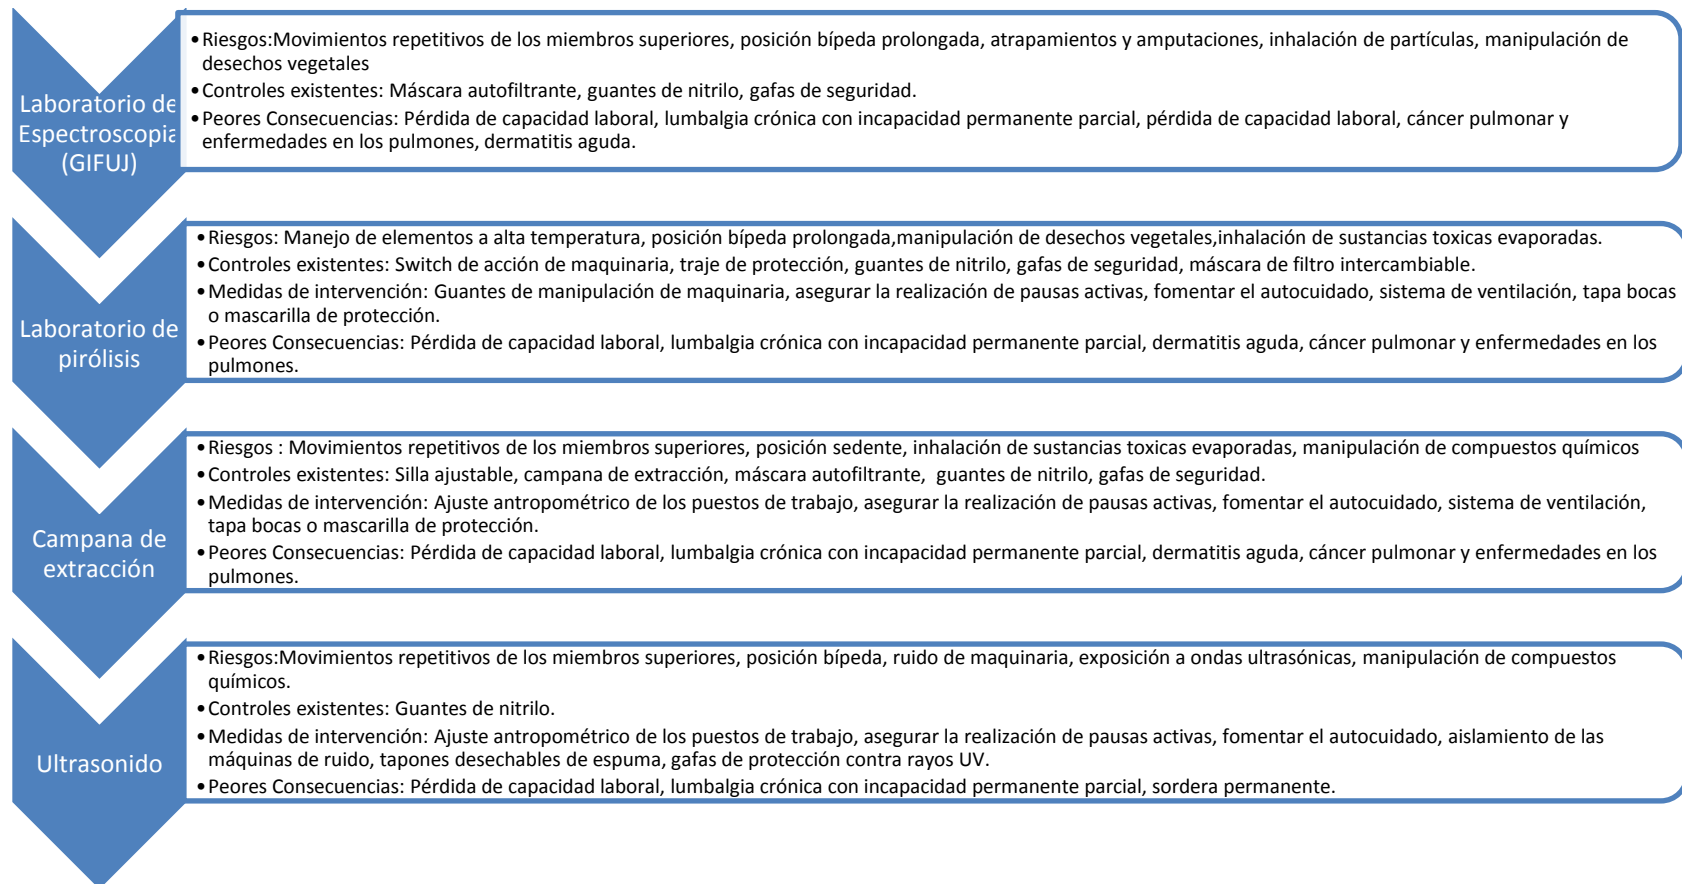 Laboratorio de
Espectroscopia
(GIFUJ)
•Riesgos:Movimientos repetitivos de los miembros superiores, posición bípeda prolongada, atrapamientos y amputaciones, inhalación de partículas, manipulación de
desechos vegetales
•Controles existentes: Máscara autofiltrante, guantes de nitrilo, gafas de seguridad.
•Peores Consecuencias: Pérdida de capacidad laboral, lumbalgia crónica con incapacidad permanente parcial, pérdida de capacidad laboral, cáncer pulmonar y
enfermedades en los pulmones, dermatitis aguda.
Laboratorio de
pirólisis
•Riesgos: Manejo de elementos a alta temperatura, posición bípeda prolongada,manipulación de desechos vegetales,inhalación de sustancias toxicas evaporadas.
•Controles existentes: Switch de acción de maquinaria, traje de protección, guantes de nitrilo, gafas de seguridad, máscara de filtro intercambiable.
•Medidas de intervención: Guantes de manipulación de maquinaria, asegurar la realización de pausas activas, fomentar el autocuidado, sistema de ventilación, tapa bocas
o mascarilla de protección.
•Peores Consecuencias: Pérdida de capacidad laboral, lumbalgia crónica con incapacidad permanente parcial, dermatitis aguda, cáncer pulmonar y enfermedades en los
pulmones.
Campana de
extracción
•Riesgos : Movimientos repetitivos de los miembros superiores, posición sedente, inhalación de sustancias toxicas evaporadas, manipulación de compuestos químicos
•Controles existentes: Silla ajustable, campana de extracción, máscara autofiltrante, guantes de nitrilo, gafas de seguridad.
•Medidas de intervención: Ajuste antropométrico de los puestos de trabajo, asegurar la realización de pausas activas, fomentar el autocuidado, sistema de ventilación,
tapa bocas o mascarilla de protección.
•Peores Consecuencias: Pérdida de capacidad laboral, lumbalgia crónica con incapacidad permanente parcial, dermatitis aguda, cáncer pulmonar y enfermedades en los
pulmones.
Ultrasonido
•Riesgos:Movimientos repetitivos de los miembros superiores, posición bípeda, ruido de maquinaria, exposición a ondas ultrasónicas, manipulación de compuestos
químicos.
•Controles existentes: Guantes de nitrilo.
•Medidas de intervención: Ajuste antropométrico de los puestos de trabajo, asegurar la realización de pausas activas, fomentar el autocuidado, aislamiento de las
máquinas de ruido, tapones desechables de espuma, gafas de protección contra rayos UV.
•Peores Consecuencias: Pérdida de capacidad laboral, lumbalgia crónica con incapacidad permanente parcial, sordera permanente.